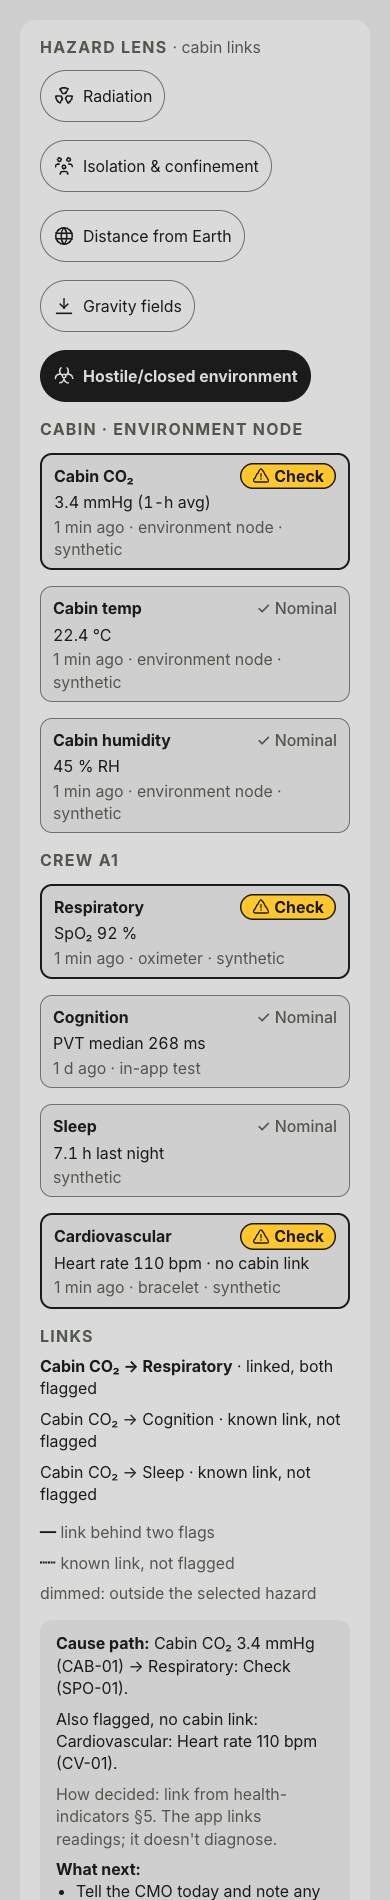 HAZARD LENS · cabin links
Radiation
Isolation & confinement
Distance from Earth
Gravity fields
Hostile/closed environment
CABIN · ENVIRONMENT NODE
Cabin CO₂ Check
3.4 mmHg (1-h avg)
1 min ago · environment node ·
synthetic
Cabin temp ✓ Nominal
22.4 °C
1 min ago · environment node ·
synthetic
Cabin humidity ✓ Nominal
45 % RH
1 min ago · environment node ·
synthetic
CREW A1
Respiratory Check
SpO₂ 92 %
1 min ago · oximeter · synthetic
Cognition ✓ Nominal
PVT median 268 ms
1 d ago · in-app test
Sleep ✓ Nominal
7.1 h last night
synthetic
Cardiovascular Check
Heart rate 110 bpm · no cabin link
1 min ago · bracelet · synthetic
LINKS
Cabin CO₂ → Respiratory · linked, both
flagged
Cabin CO₂ → Cognition · known link, not
flagged
Cabin CO₂ → Sleep · known link, not
flagged
link behind two flags
known link, not flagged
dimmed: outside the selected hazard
Cause path: Cabin CO₂ 3.4 mmHg
(CAB-01) → Respiratory: Check
(SPO-01).
Also flagged, no cabin link:
Cardiovascular: Heart rate 110 bpm
(CV-01).
How decided: link from health-
indicators §5. The app links
readings; it doesn't diagnose.
What next:
• Tell the CMO today and note any